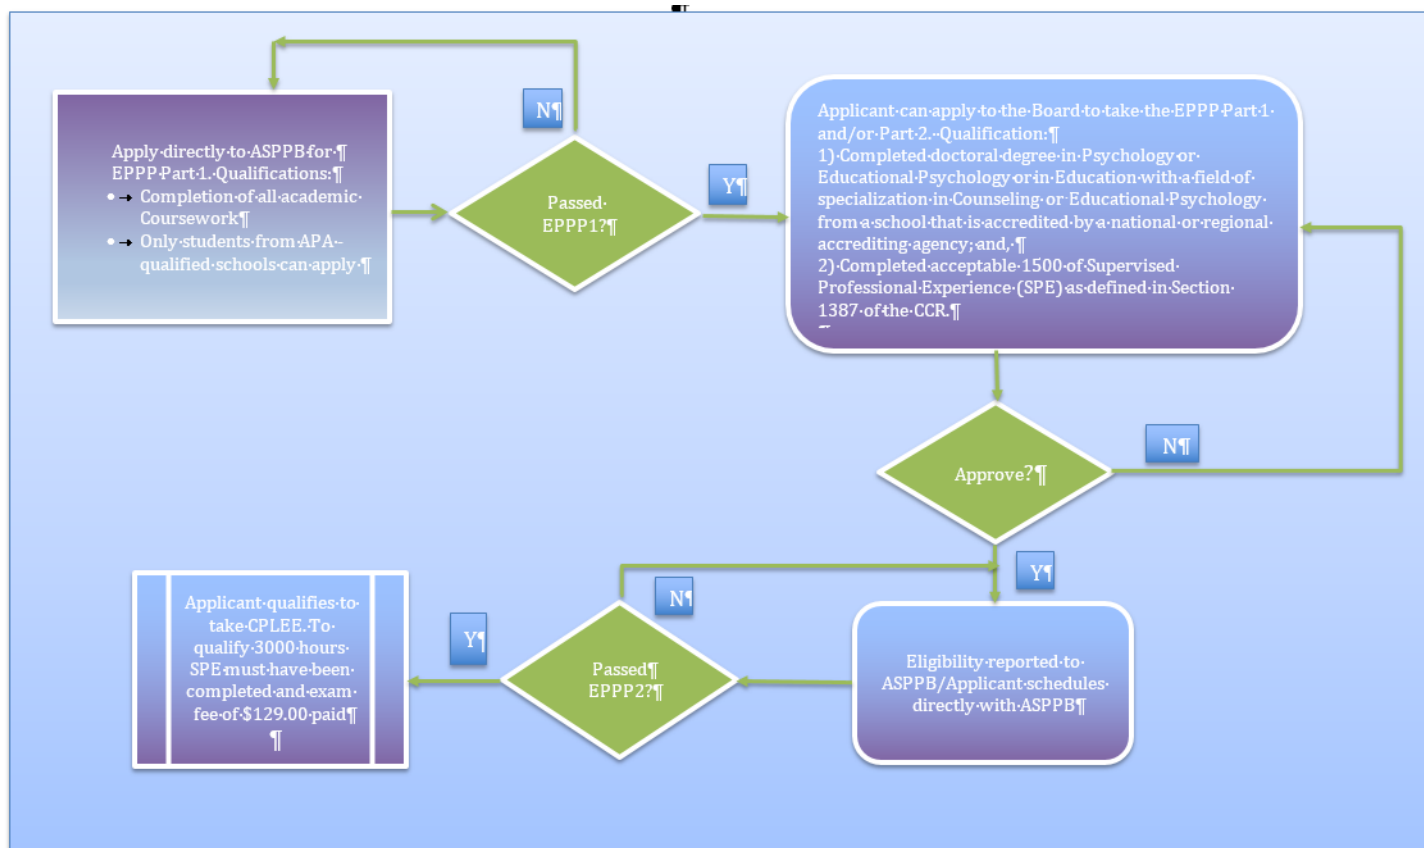 ¶
N¶
Apply directly to ASPPB for ¶
EPPP Part 1. Qualifications:¶
• → Completion of all academic
Coursework¶
• → Only students from APA -
qualified schools can apply ¶
Passed
EPPP1?¶
Y¶
Applicant can apply to the Board to take the EPPP Part 1
and/or Part 2. Qualification:¶
1) Completed doctoral degree in Psychology or
Educational Psychology or in Education with a field of
specialization in Counseling or Educational Psychology
from a school that is accredited by a national or regional
accrediting agency; and, ¶
2) Completed acceptable 1500 of Supervised
Professional Experience (SPE) as defined in Section
1387 of the CCR.¶
¶
Approve?¶
N¶
Y¶
Eligibility reported to
ASPPB/Applicant schedules
directly with ASPPB¶
N¶
Passed¶
EPPP2?¶
Y¶
Applicant qualifies to
take CPLEE. To
qualify 3000 hours
SPE must have been
completed and exam
fee of $129.00 paid¶
¶